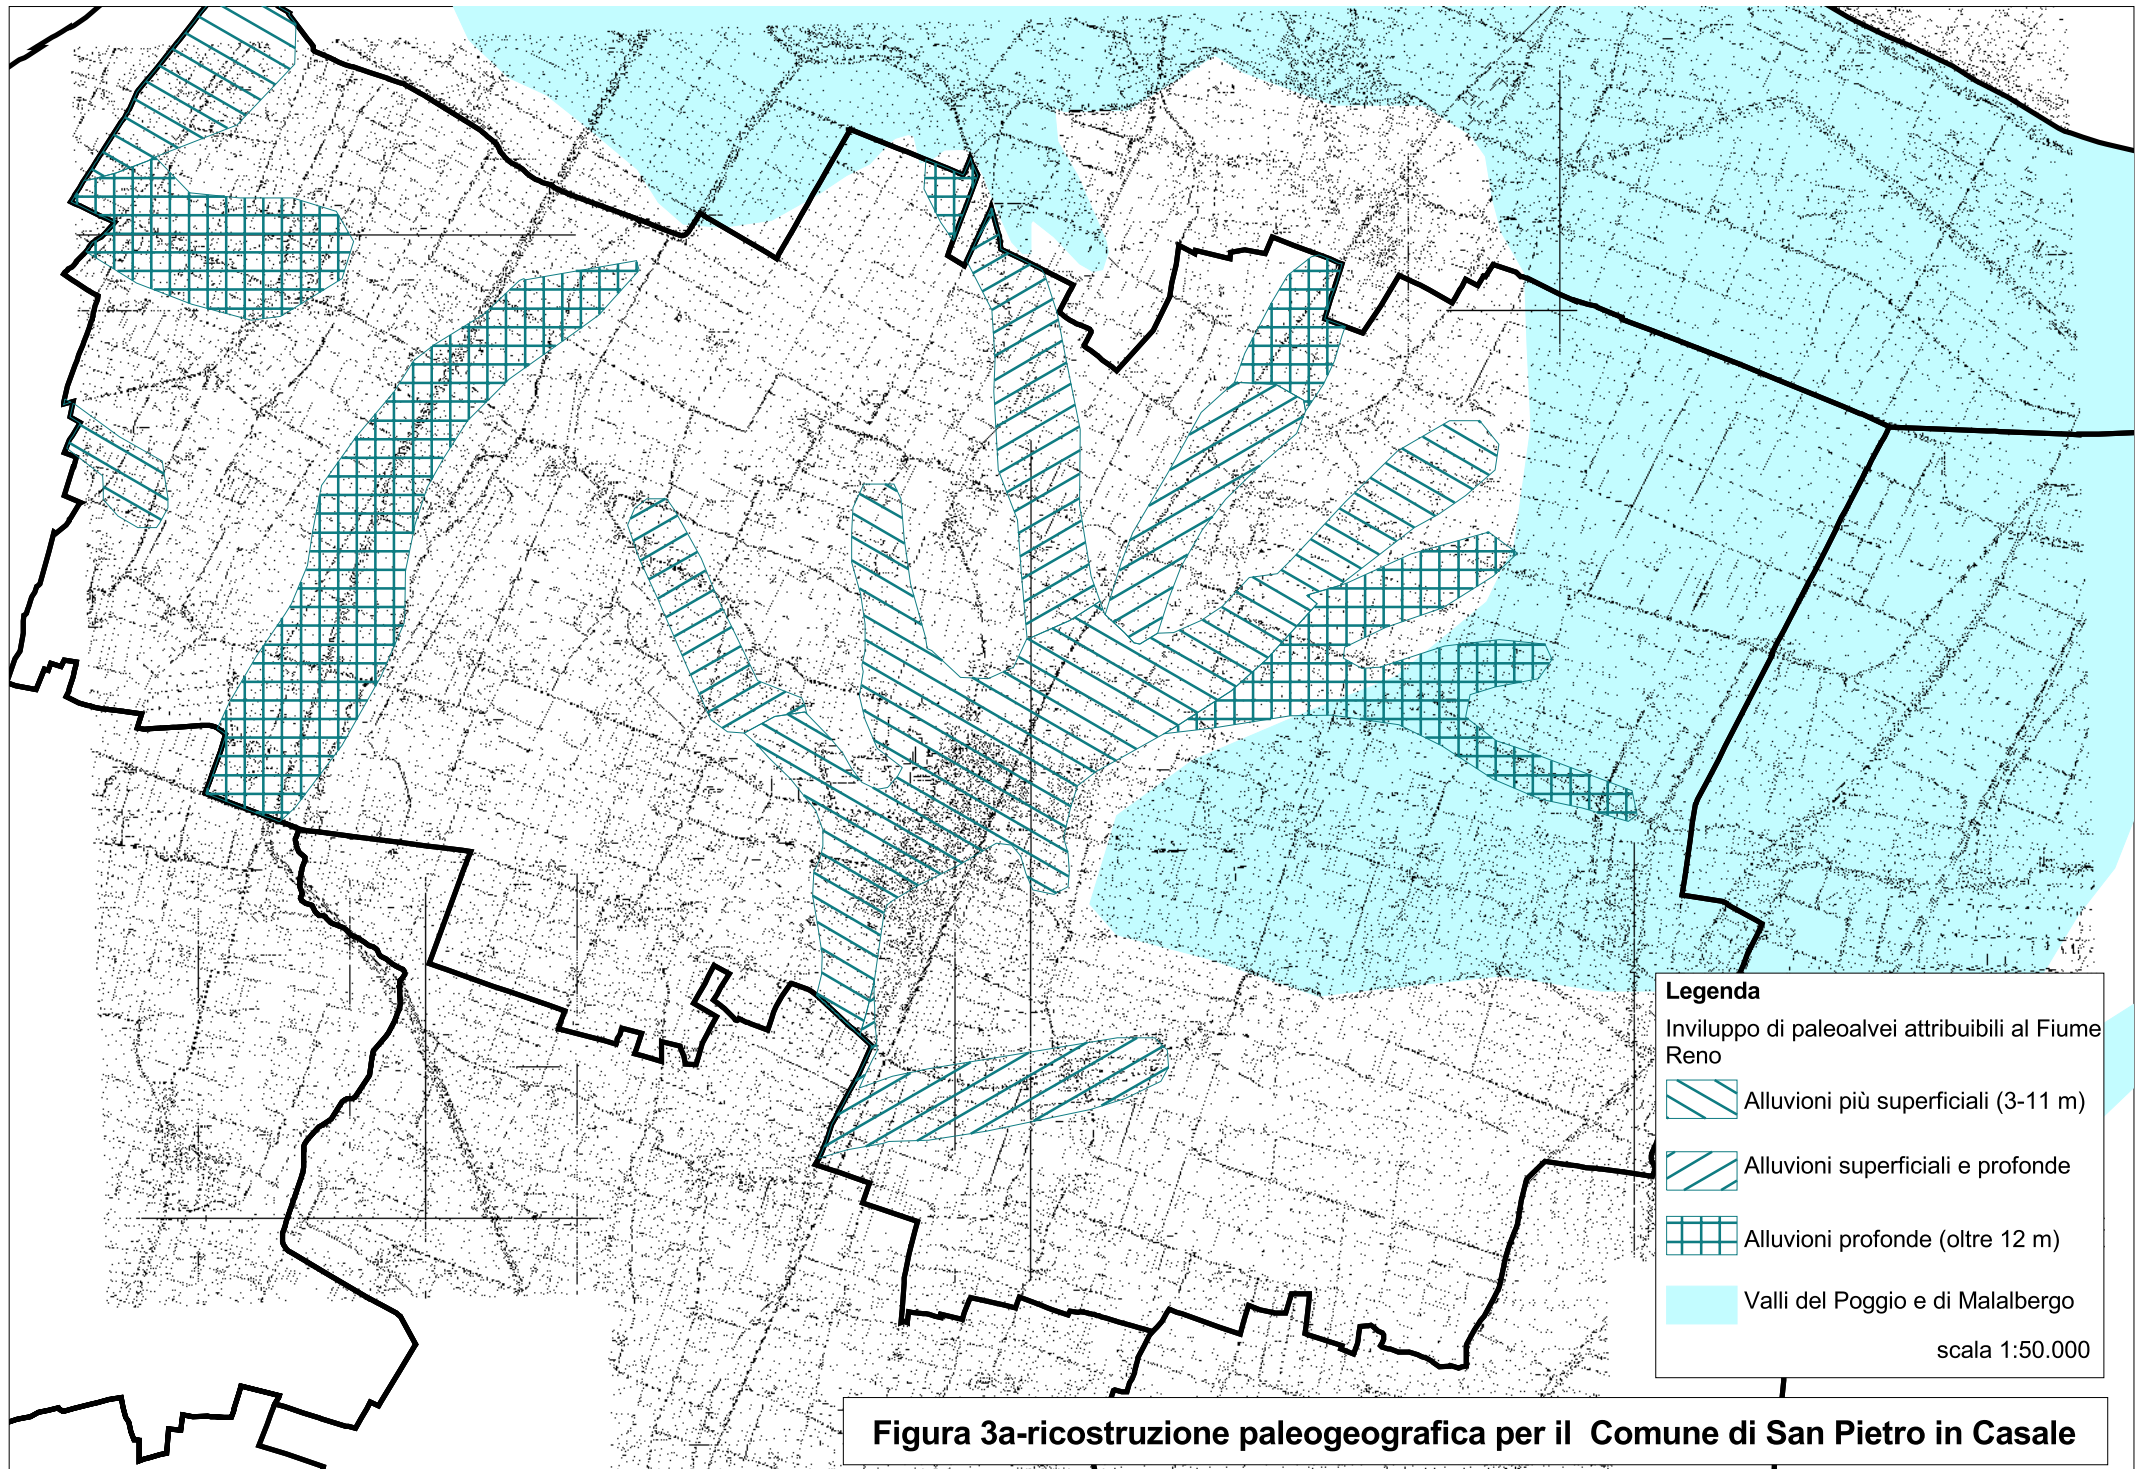 Legenda
Inviluppo di paleoalvei attribuibili al Fiume
Reno
Alluvioni più superficiali (3-11 m)
Alluvioni superficiali e profonde
Alluvioni profonde (oltre 12 m)
Valli del Poggio e di Malalbergo
scala 1:50.000
Figura 3a-ricostruzione paleogeografica per il Comune di San Pietro in Casale